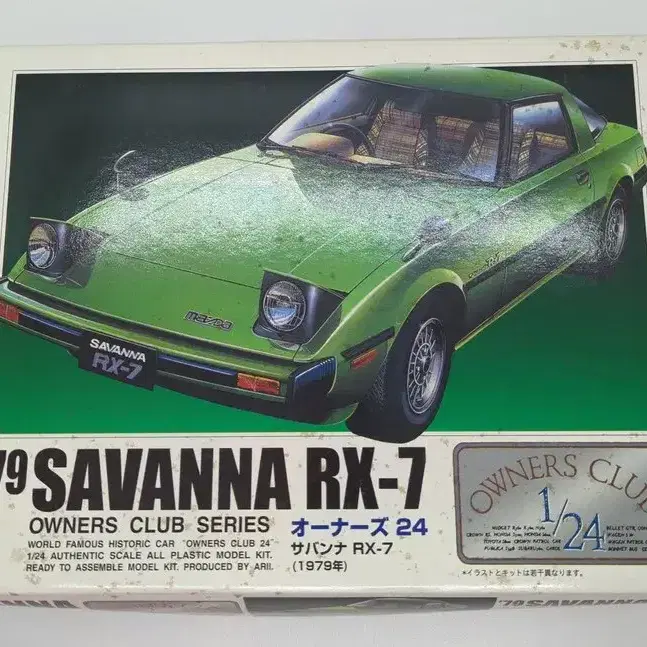 mazda
SAVANNA
RX-7
'79 SAVANNA RX-7
OWNERS CLUB SERIES オーナーズ 24
WORLD FAMOUS HISTORIC CAR "OWNERS CLUB 24"
1/24 AUTHENTIC SCALE ALL PLASTIC MODEL KIT.
READY TO ASSEMBLE MODEL KIT. PRODUCED BY ARII.
サバンナ RX-7
(1979年)
OWNERS CLUB
1/24
*イラストとキットは若干異なります。
'79 SAVANN